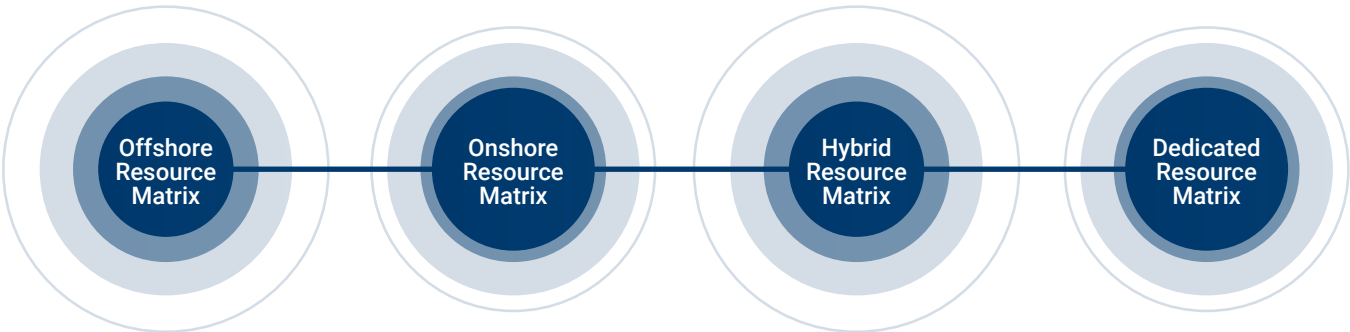 Offshore
Resource
Matrix
Onshore
Resource
Matrix
Hybrid
Resource
Matrix
Dedicated
Resource
Matrix